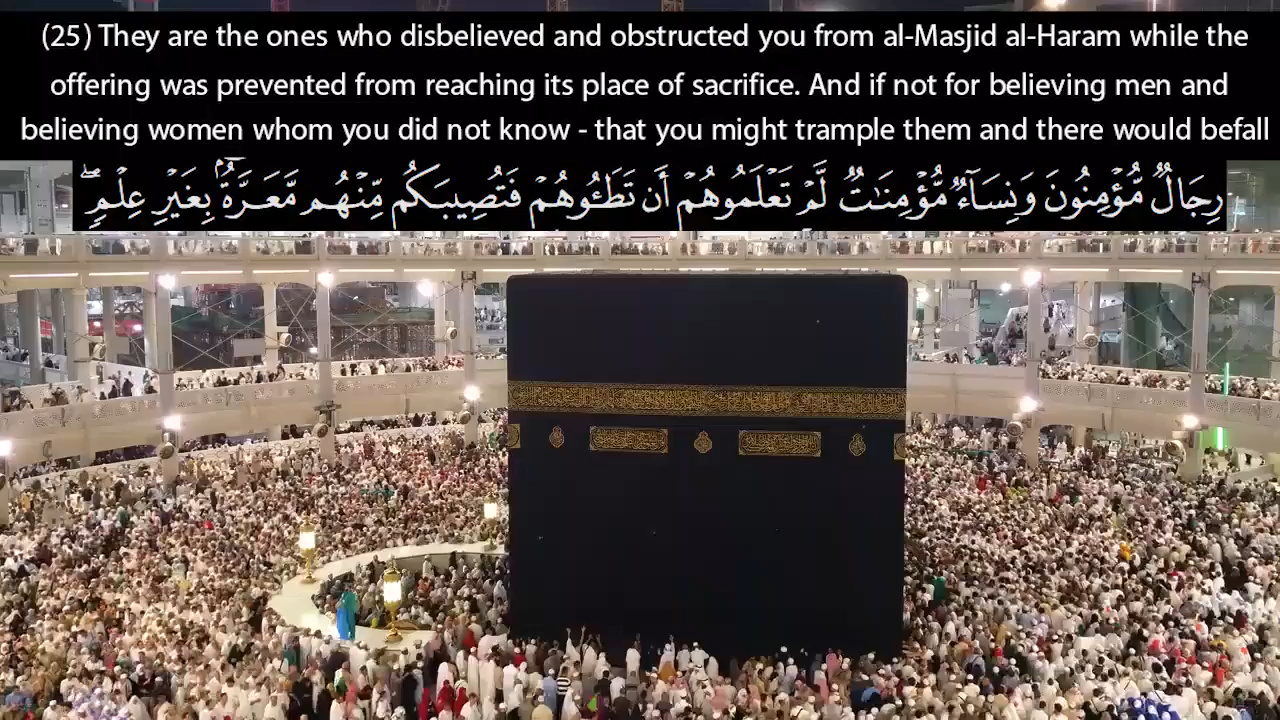 (25) They are the ones who disbelieved and obstructed you from al-Masjid al-Haram while the
offering was prevented from reaching its place of sacrifice. And if not for believing men and
believing women whom you did not know - that you might trample them and there would befall
رِجَالٌ مُّؤْمِنُونَ وَنِسَآءٌ مُّؤْمِنَٰتٌ لَّمْ تَعْلَمُوهُمْ أَن تَطَـُٔوهُمْ فَتُصِيبَكُم مِّنْهُم مَّعَرَّةٌۢ بِغَيْرِ عِلْمٍۢ ۖ